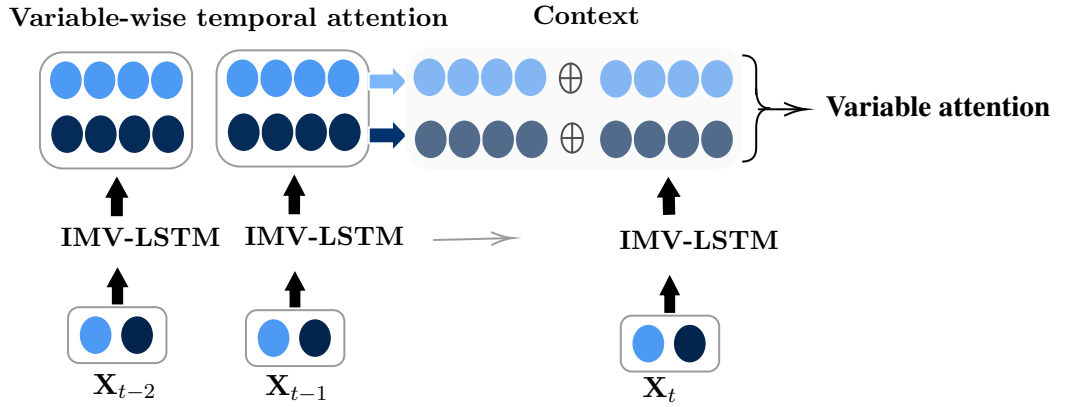 Variable-wise temporal attention
Context
Variable attention
IMV-LSTM
IMV-LSTM
IMV-LSTM
X_{t-2}
X_{t-1}
X_t